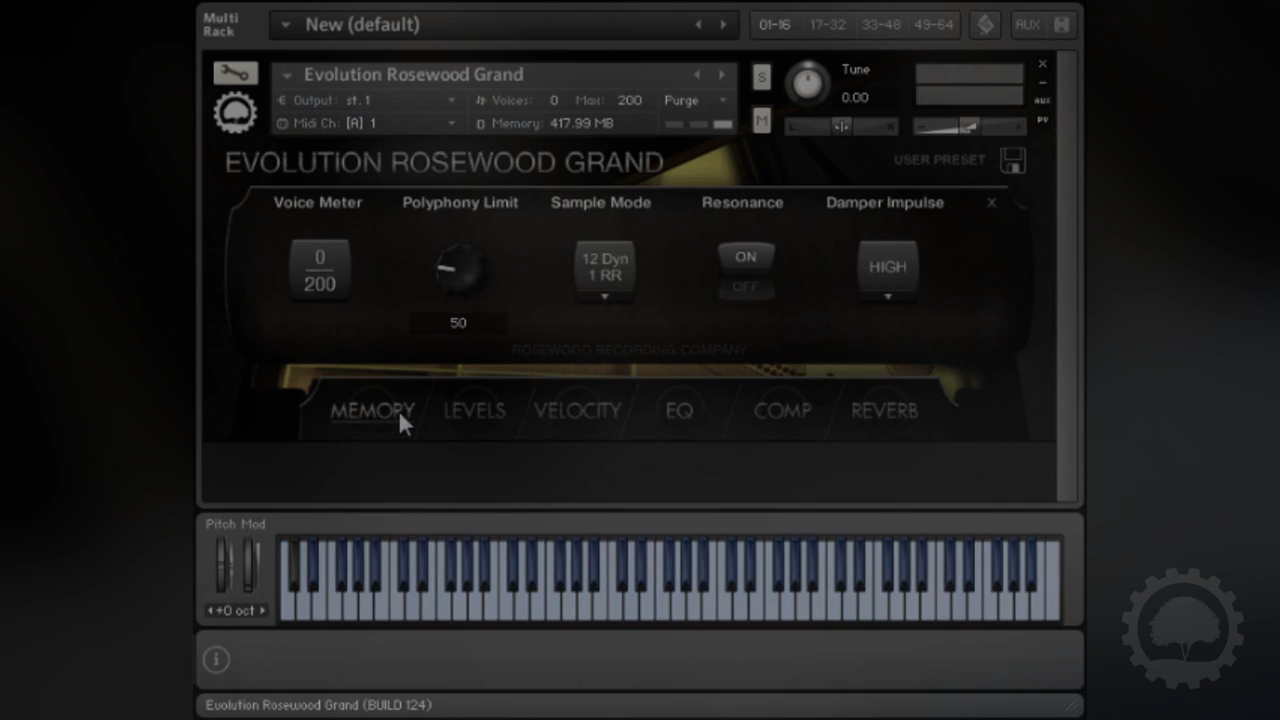 Multi Rack
New (default)
01-16 17-32 33-48 49-64
AUX
Evolution Rosewood Grand
Output: st.1
Voices: 0 Max: 200
Purge
Midi Ch: [A] 1
Memory: 417.99 MB
S
M
Tune
0.00
L R
AUX
PV
EVOLUTION ROSEWOOD GRAND
USER PRESET
Voice Meter Polyphony Limit Sample Mode Resonance Damper Impulse X
0
200
50
12 Dyn
1 RR
ON
OFF
HIGH
ROSEWOOD RECORDING COMPANY
MEMORY LEVELS VELOCITY EQ COMP REVERB
Pitch Mod
+0 oct
i
Evolution Rosewood Grand (BUILD 124)